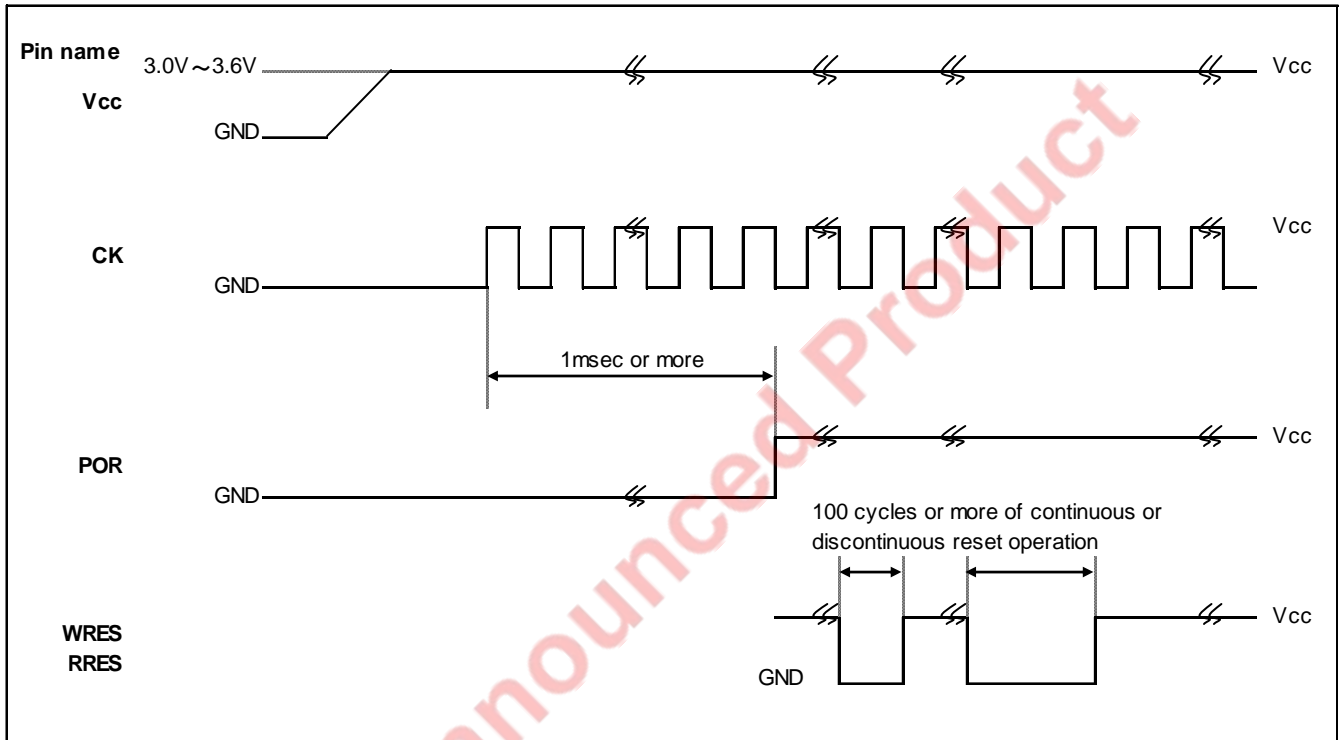 Pin name
3.0V～3.6V
Vcc
Vcc
GND
Vcc
CK
GND
1msec or more
Vcc
POR
GND
100 cycles or more of continuous or
discontinuous reset operation
Vcc
WRES
RRES
GND
nounced Product